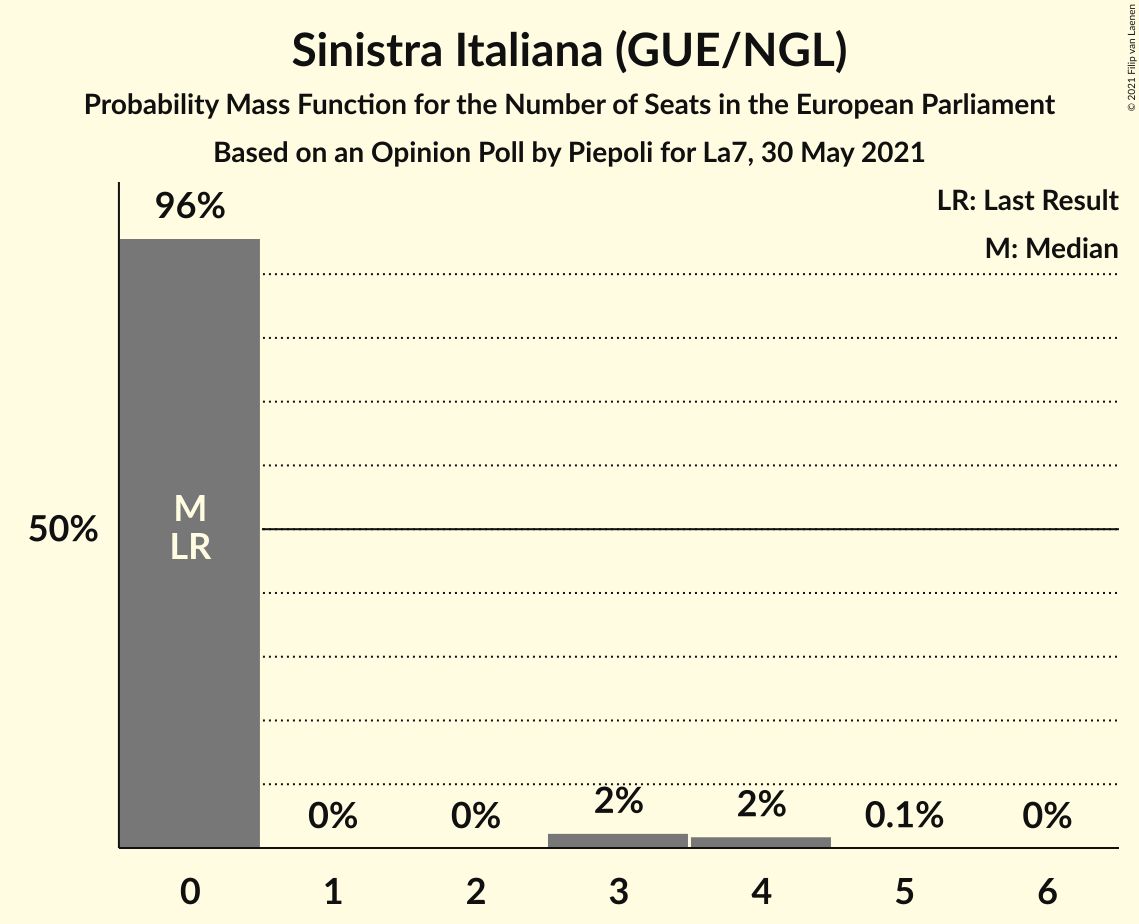 Sinistra Italiana (GUE/NGL)
Probability Mass Function for the Number of Seats in the European Parliament
Based on an Opinion Poll by Piepoli for La7, 30 May 2021
© 2021 Filip van Laenen
LR: Last Result
M: Median
96%
M
LR
50%
0%
0%
2%
2%
0.1%
0%
0
1
2
3
4
5
6